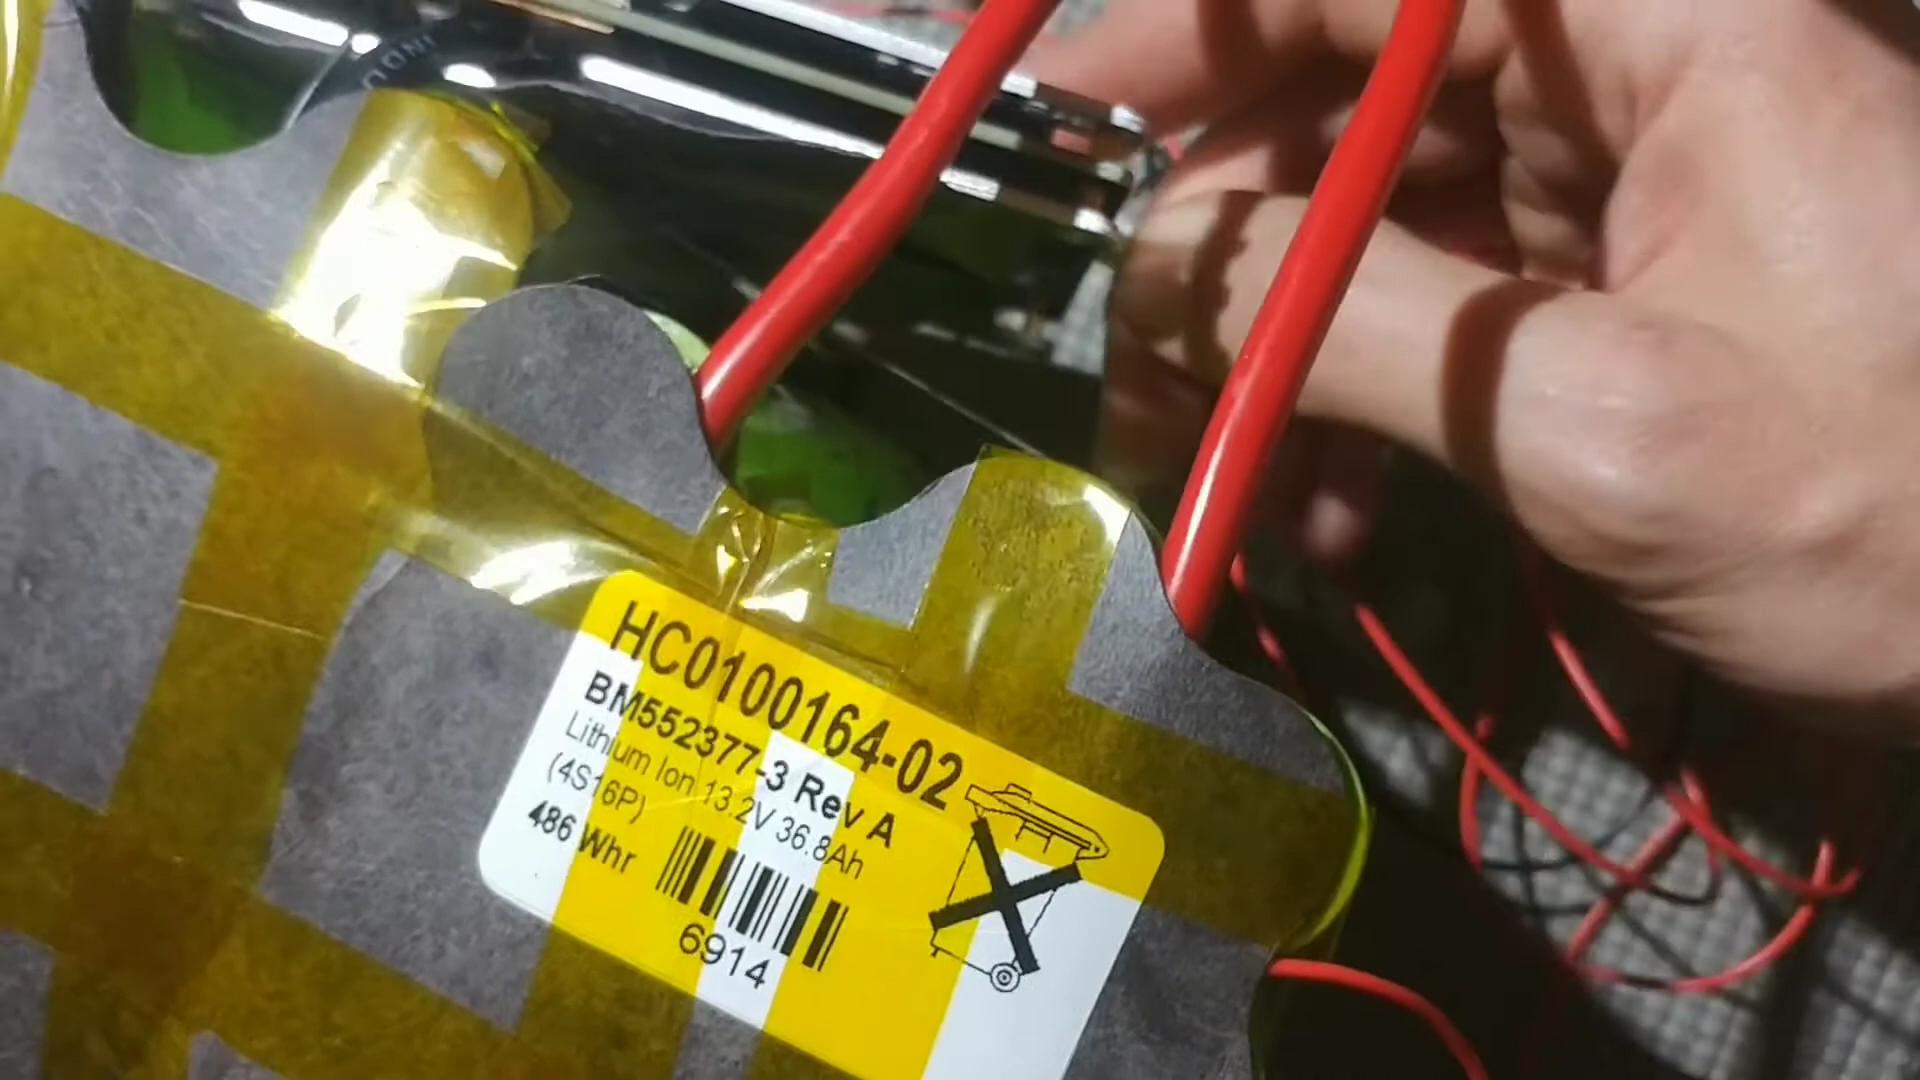 HC0100164-02
BM552377-3 Rev A
Lithium Ion 13.2V 36.8Ah
(4S16P)
486 Whr
6914